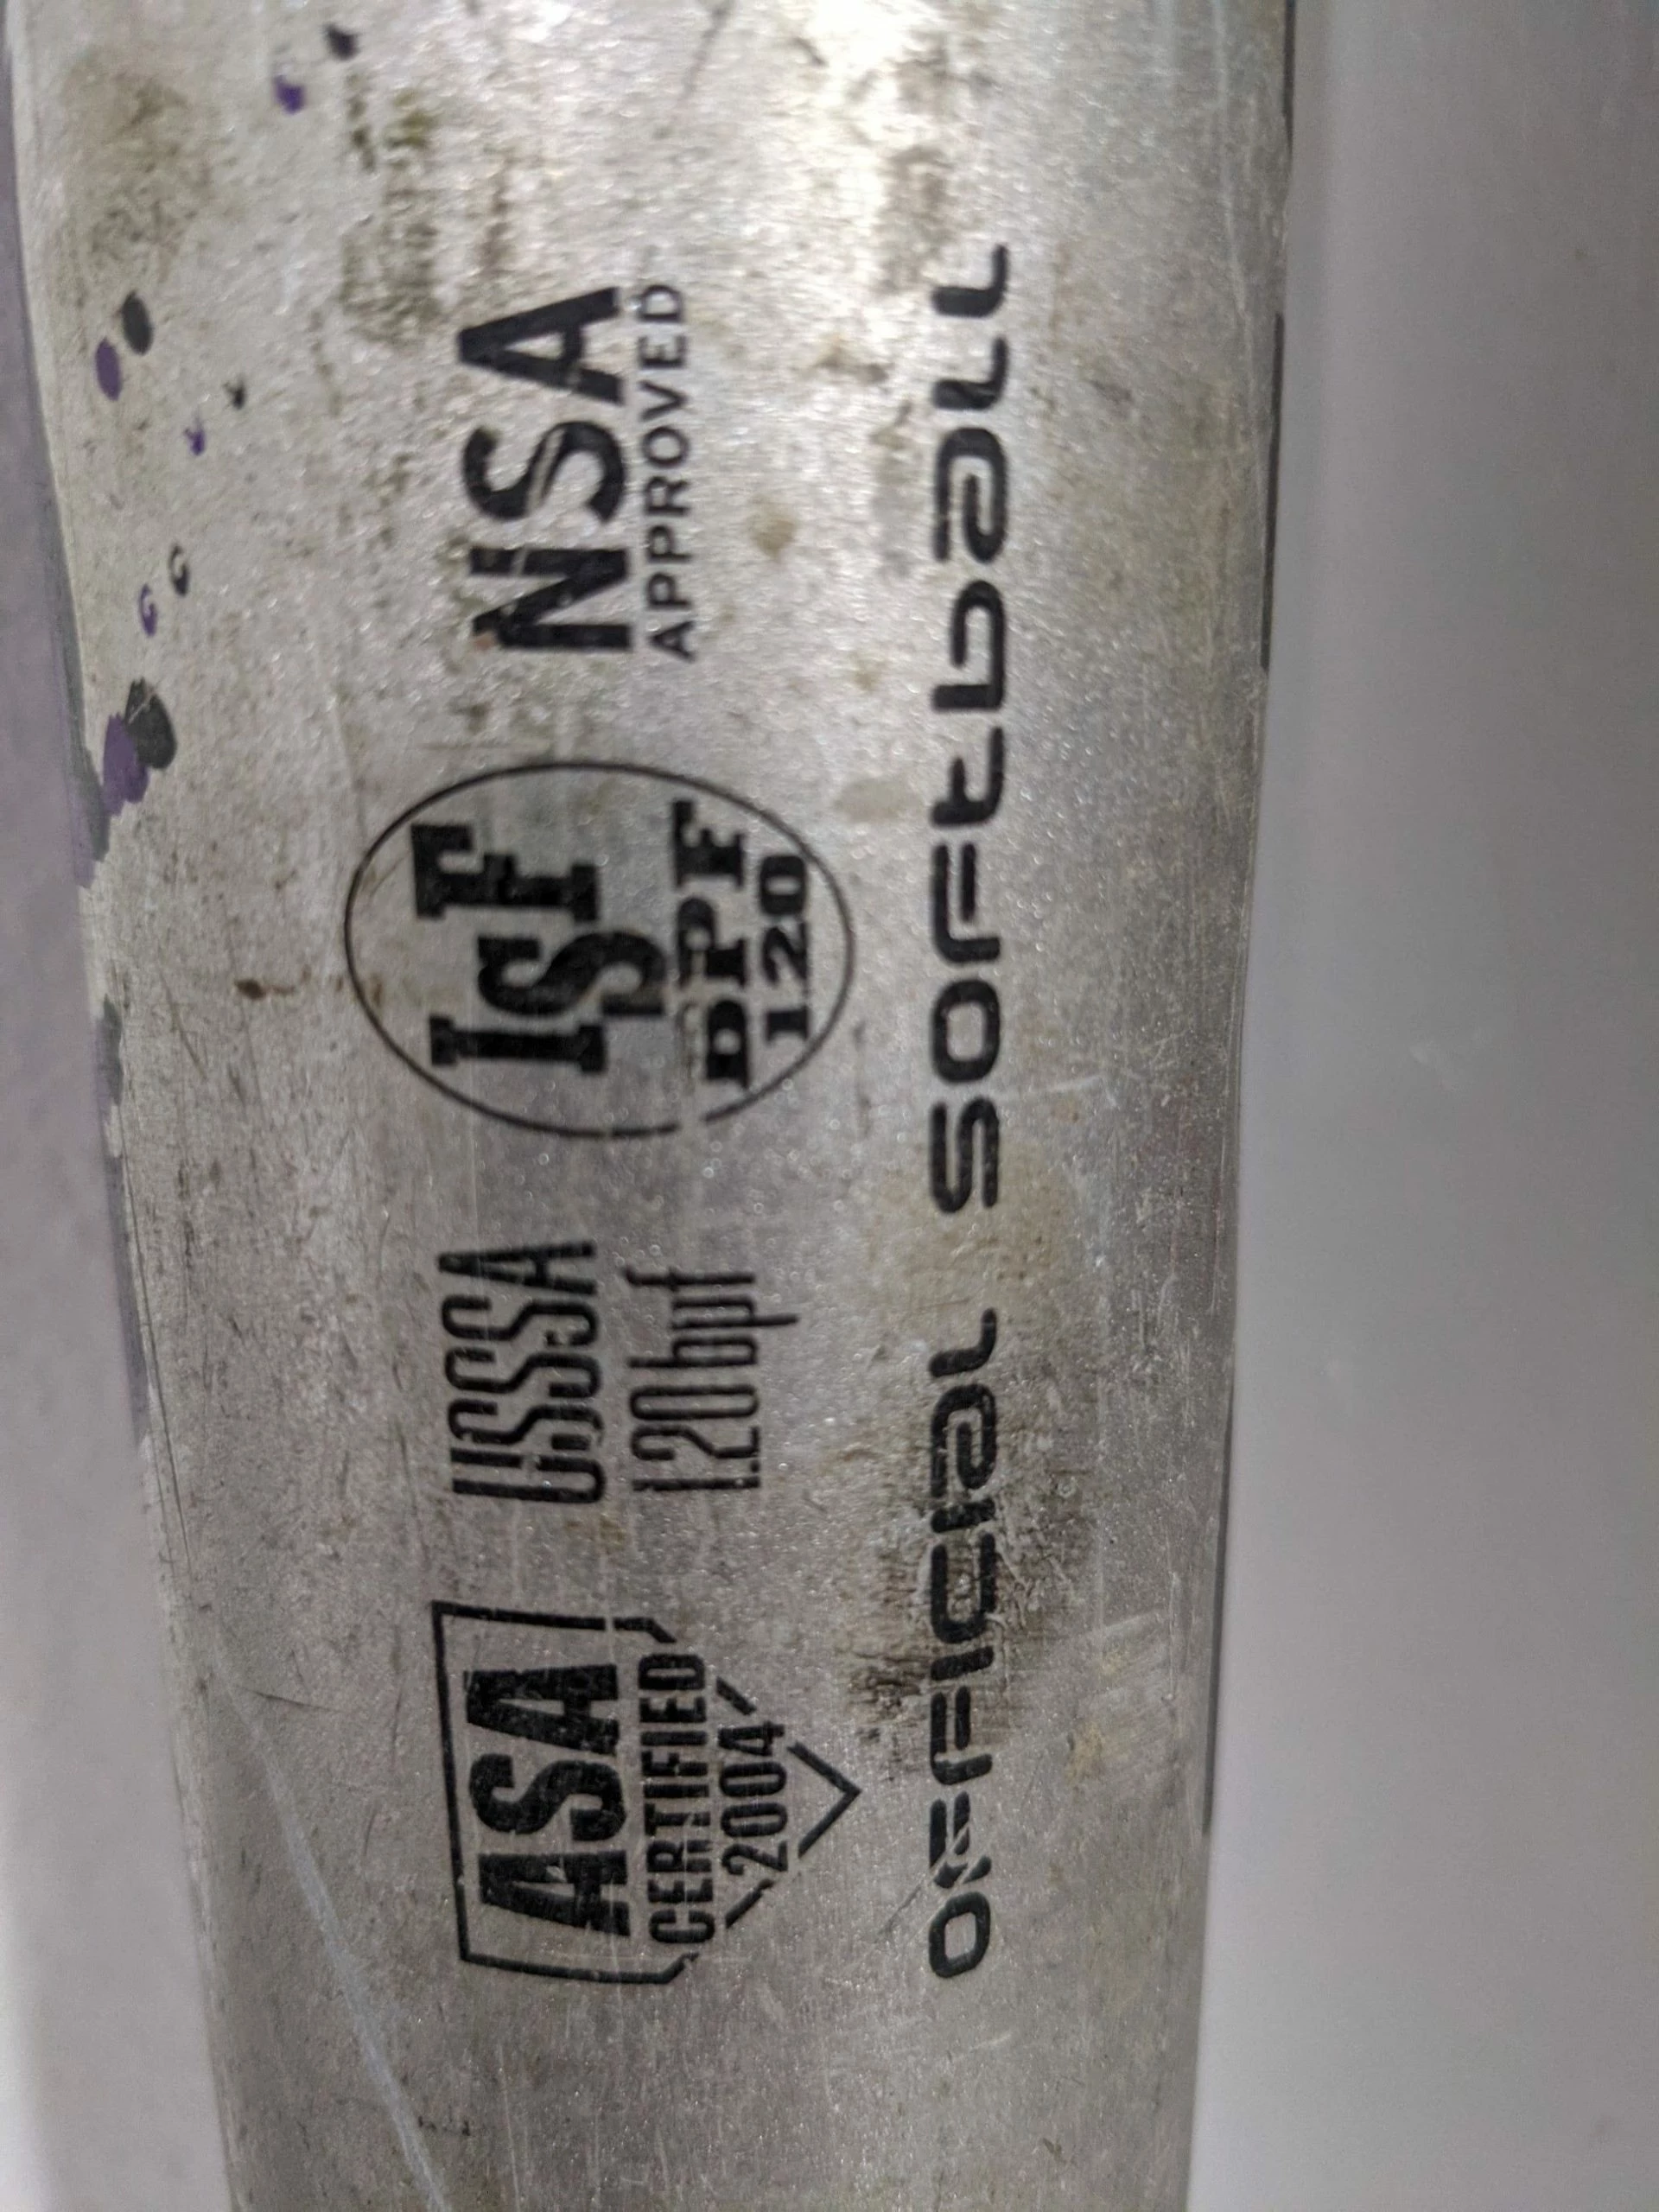 ASA
CERTIFIED
2004
USSSA
1.20 bpf
ISF
DPF
120
NSA
APPROVED
OFFICIAL SOFTBALL